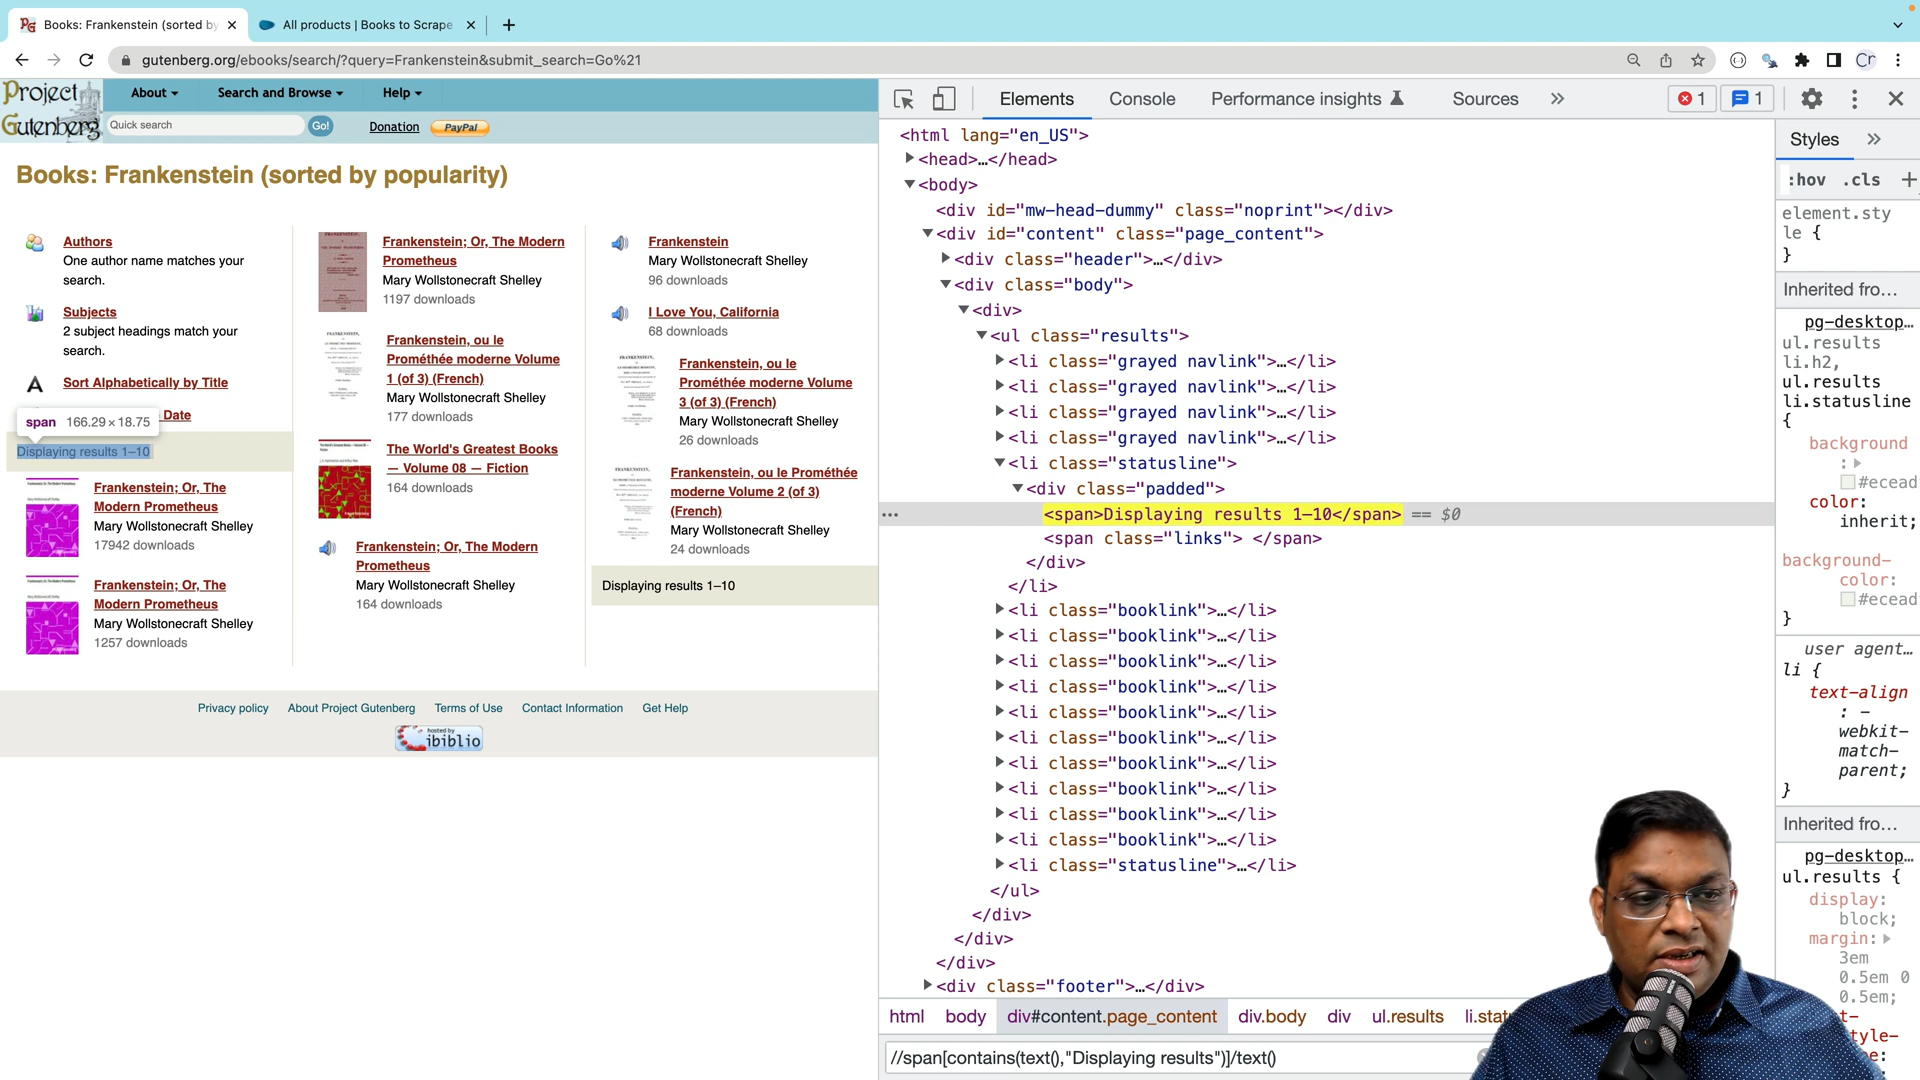 Books: Frankenstein (sorted by
All products | Books to Scrape
gutenberg.org/ebooks/search/?query=Frankenstein&submit_search=Go%21
Project
Gutenberg
About
Search and Browse
Help
Quick search
Go!
Donation
PayPal
Books: Frankenstein (sorted by popularity)
Authors
One author name matches your
search.
Subjects
2 subject headings match your
search.
A
Sort Alphabetically by Title
Date
span 166.29 × 18.75
Displaying results 1–10
Frankenstein; Or, The
Modern Prometheus
Mary Wollstonecraft Shelley
17942 downloads
Frankenstein; Or, The
Modern Prometheus
Mary Wollstonecraft Shelley
1257 downloads
Frankenstein; Or, The Modern
Prometheus
Mary Wollstonecraft Shelley
1197 downloads
Frankenstein, ou le
Prométhée moderne Volume
1 (of 3) (French)
Mary Wollstonecraft Shelley
177 downloads
The World's Greatest Books
— Volume 08 — Fiction
164 downloads
Frankenstein; Or, The Modern
Prometheus
Mary Wollstonecraft Shelley
164 downloads
Frankenstein
Mary Wollstonecraft Shelley
96 downloads
I Love You, California
68 downloads
Frankenstein, ou le
Prométhée moderne Volume
3 (of 3) (French)
Mary Wollstonecraft Shelley
26 downloads
Frankenstein, ou le Prométhée
moderne Volume 2 (of 3)
(French)
Mary Wollstonecraft Shelley
24 downloads
Displaying results 1–10
Privacy policy
About Project Gutenberg
Terms of Use
Contact Information
Get Help
hosted by
ibiblio
Elements
Console
Performance insights
Sources
1
1
<html lang="en_US">
<head>…</head>
<body>
<div id="mw-head-dummy" class="noprint"></div>
<div id="content" class="page_content">
<div class="header">…</div>
<div class="body">
<div>
<ul class="results">
<li class="grayed navlink">…</li>
<li class="grayed navlink">…</li>
<li class="grayed navlink">…</li>
<li class="grayed navlink">…</li>
<li class="statusline">
<div class="padded">
<span>Displaying results 1–10</span> == $0
<span class="links"> </span>
</div>
</li>
<li class="booklink">…</li>
<li class="booklink">…</li>
<li class="booklink">…</li>
<li class="booklink">…</li>
<li class="booklink">…</li>
<li class="booklink">…</li>
<li class="booklink">…</li>
<li class="booklink">…</li>
<li class="booklink">…</li>
<li class="booklink">…</li>
<li class="statusline">…</li>
</ul>
</div>
</div>
</div>
<div class="footer">…</div>
html
body
div#content.page_content
div.body
div
ul.results
li.statu
//span[contains(text(),"Displaying results")]/text()
Styles
:hov .cls +
element.sty
le {
}
Inherited fro…
pg-desktop…
ul.results
li.h2,
ul.results
li.statusline
{
background
:
#ecead
color:
inherit;
background-
color:
#ecead
}
user agent…
li {
text-align
: -
webkit-
match-
parent;
}
Inherited fro…
pg-desktop…
ul.results {
display:
block;
margin:
3em
0.5em 0
0.5em;